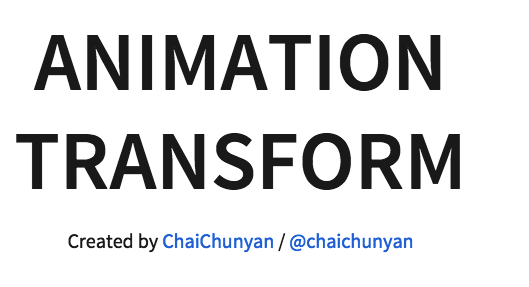 ANIMATION
TRANSFORM
Created by ChaiChunyan / @chaichunyan